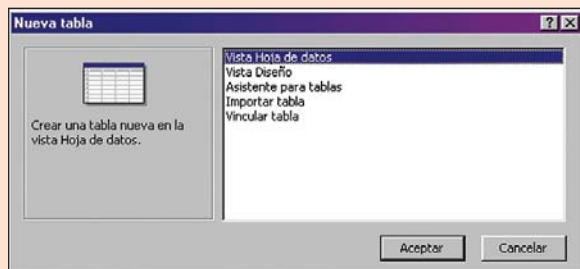 Nueva tabla
Crear una tabla nueva en la
vista Hoja de datos.
Vista Hoja de datos
Vista Diseño
Asistente para tablas
Importar tabla
Vincular tabla
Aceptar
Cancelar